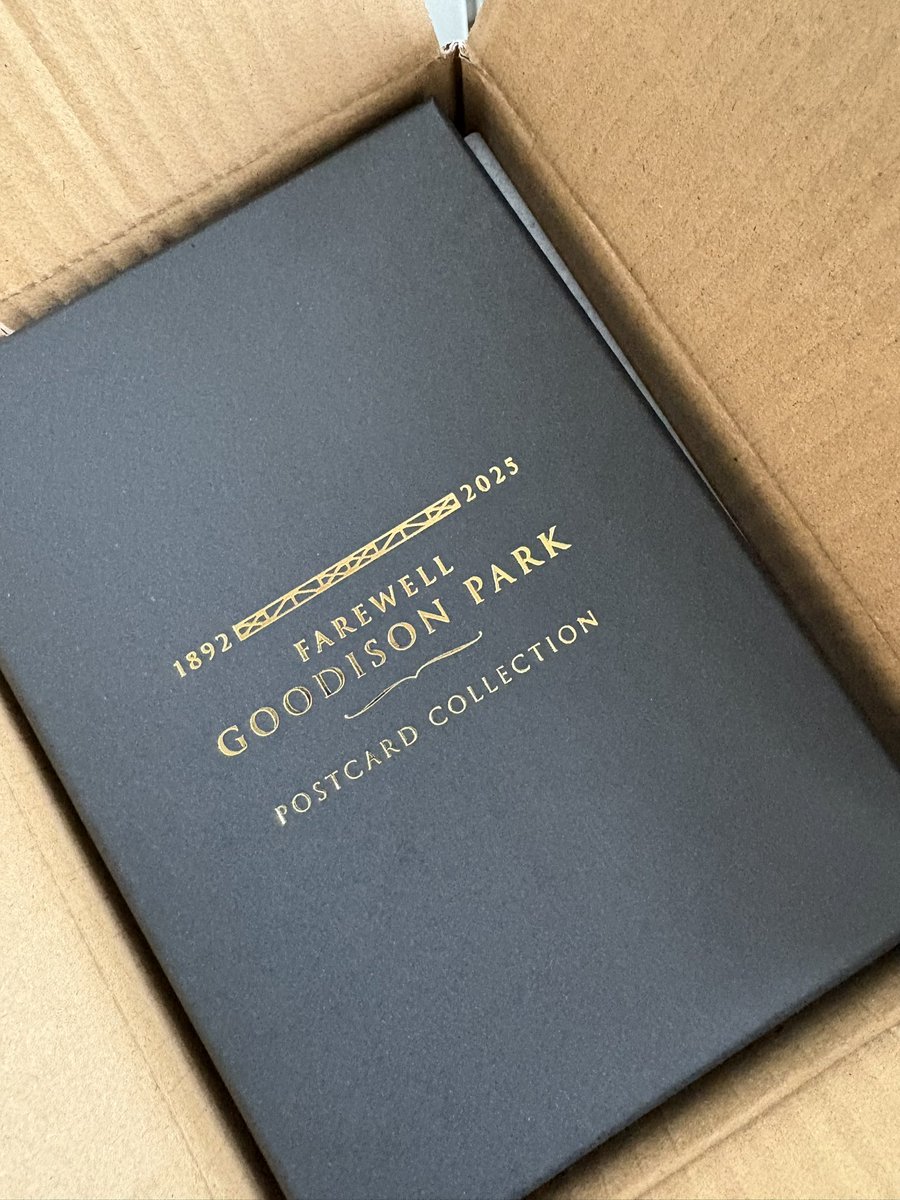 1892 2025
FAREWELL
GOODISON PARK
POSTCARD COLLECTION